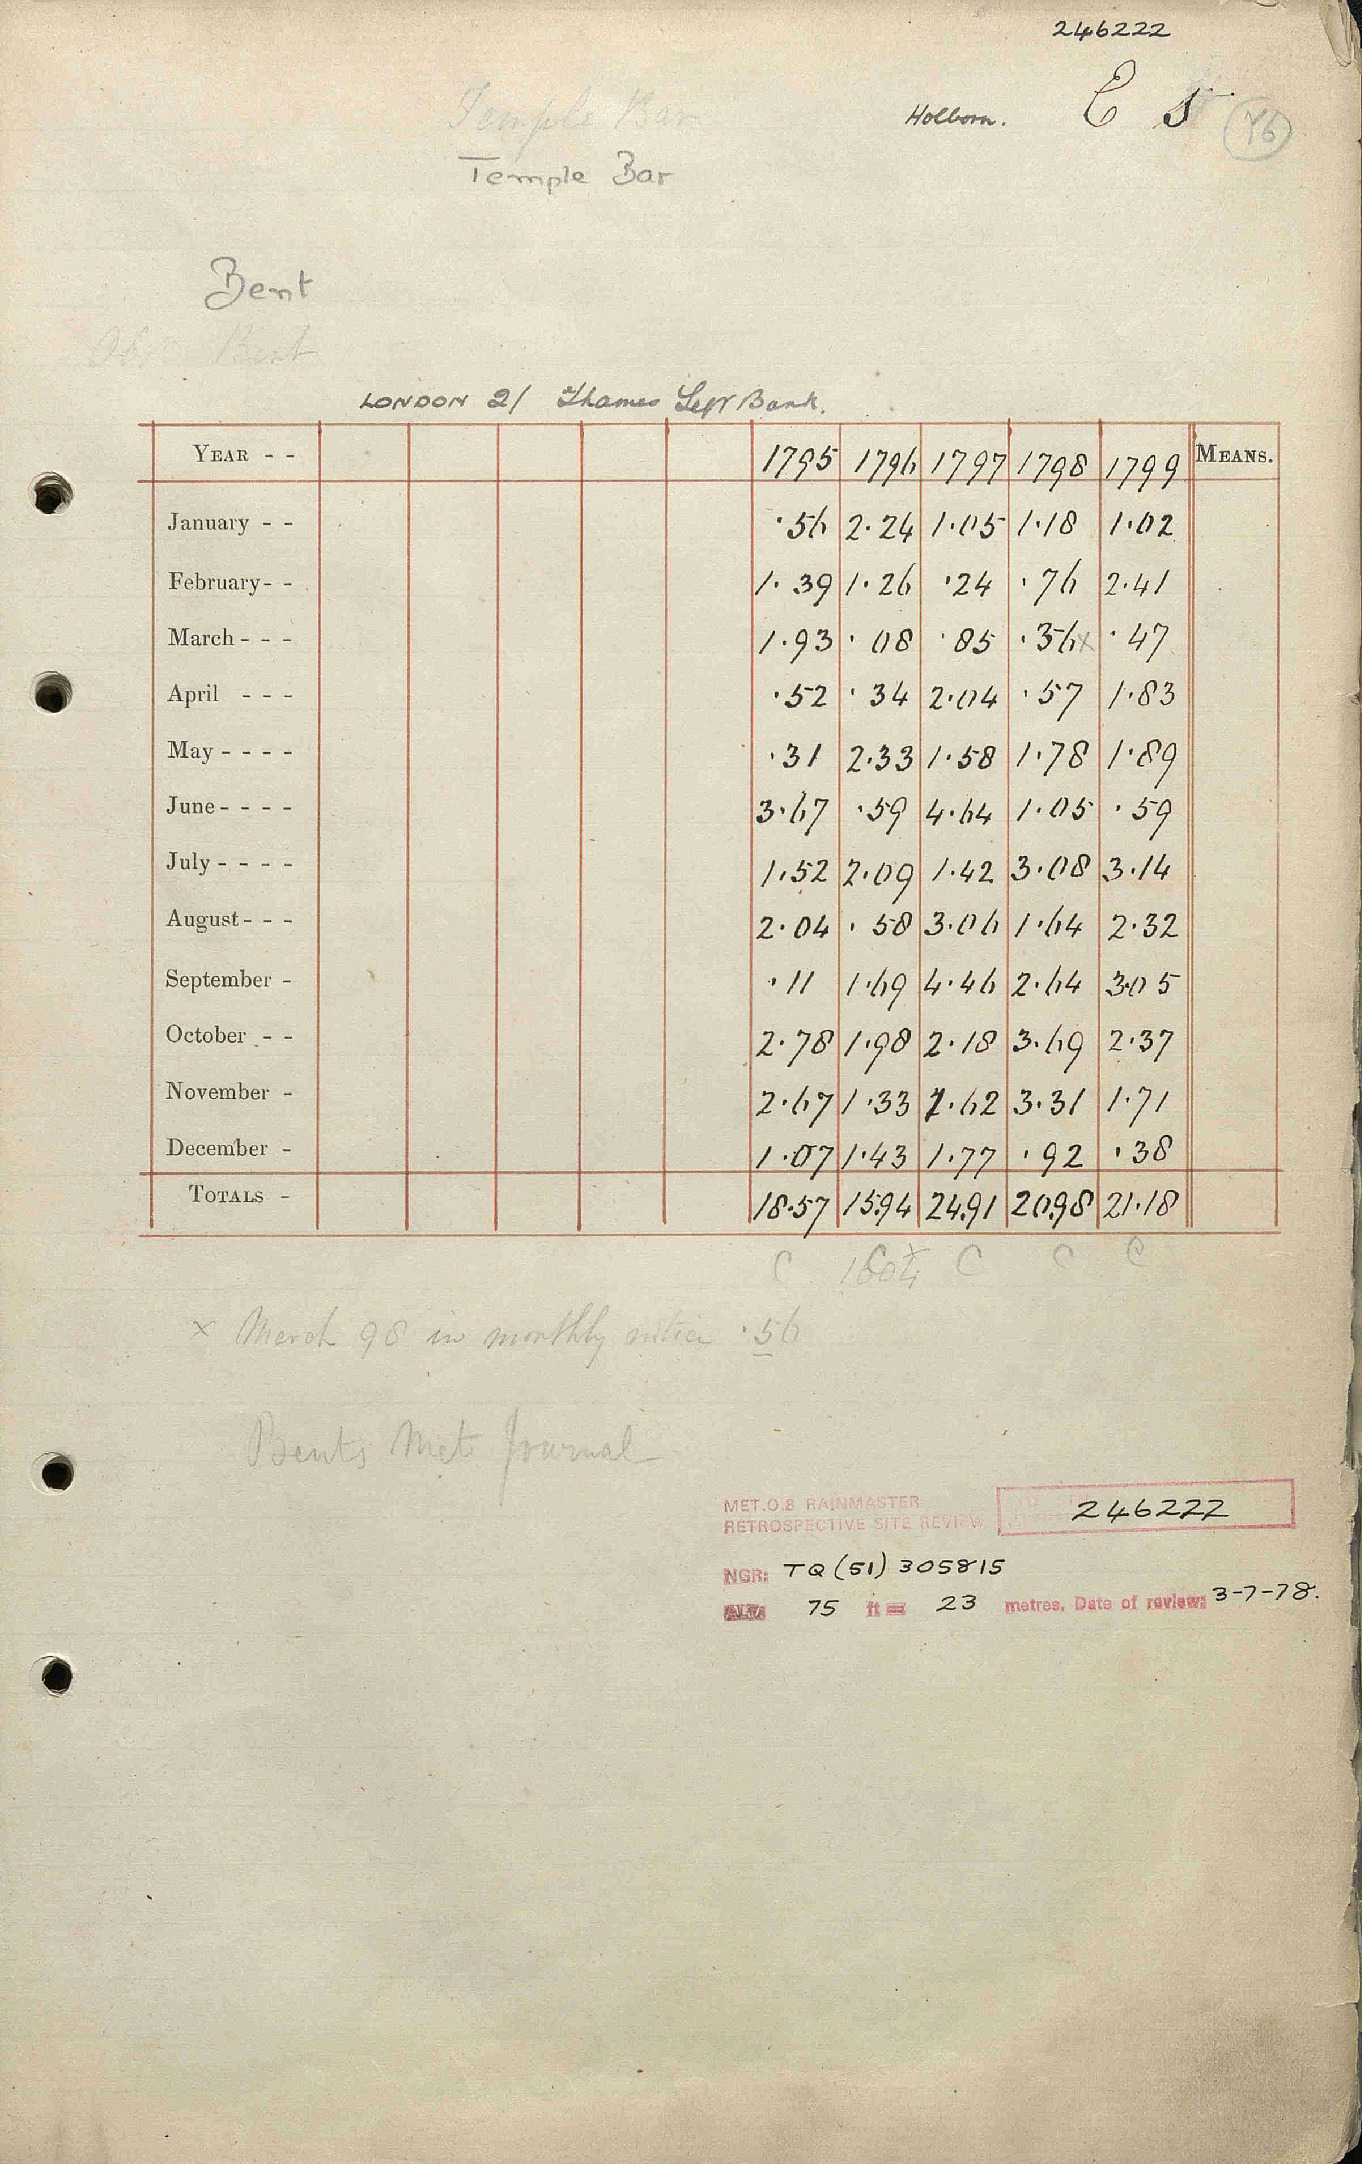 246222
Temple Bar
Holborn. C 5 76
Temple Bar
Bent
Bent
LONDON 21 Thames Left Bank.
YEAR - - 1795 1796 1797 1798 1799 MEANS.
January - - ·56 2·24 1·05 1·18 1·02
February- - 1·39 1·26 ·24 ·76 2·41
March - - - 1·93 ·08 ·85 ·36x ·47
April - - - ·52 ·34 2·04 ·57 1·83
May - - - - ·31 2·33 1·58 1·78 1·89
June - - - - 3·67 ·59 4·64 1·05 ·59
July - - - - 1·52 2·09 1·42 3·08 3·14
August - - - 2·04 ·58 3·06 1·64 2·32
September - ·11 1·69 4·46 2·64 3·05
October - - 2·78 1·98 2·18 3·69 2·37
November - 2·67 1·33 1·62 3·31 1·71
December - 1·07 1·43 1·77 ·92 ·38
TOTALS - 18·57 15·94 24·91 20·98 21·18
C 1604 C C C
x March 98 in monthly notice ·56
Bents Met Journal
MET.O.8 RAINMASTER
RETROSPECTIVE SITE REVIEW 246222
NGR: TQ (51) 305815
ALT: 75 ft = 23 metres. Date of review: 3-7-78.